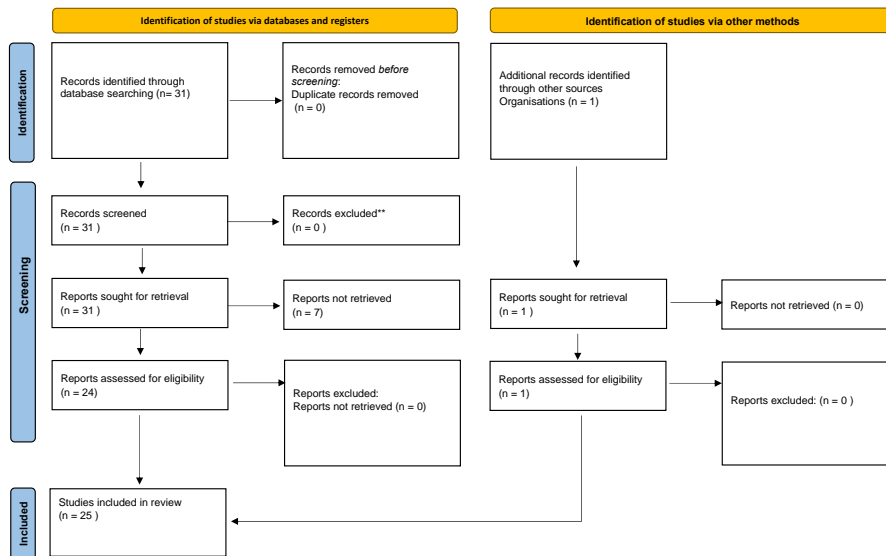 Identification of studies via databases and registers
Identification of studies via other methods
Identification
Records identified through
database searching (n= 31)
Records removed before
screening:
Duplicate records removed
(n = 0)
Additional records identified
through other sources
Organisations (n = 1)
Screening
Records screened
(n = 31 )
Records excluded**
(n = 0 )
Reports sought for retrieval
(n = 31)
Reports not retrieved
(n = 7)
Reports sought for retrieval
(n = 1 )
Reports not retrieved (n = 0)
Reports assessed for eligibility
(n = 24)
Reports excluded:
Reports not retrieved (n = 0)
Reports assessed for eligibility
(n = 1)
Reports excluded: (n = 0 )
Included
Studies included in review
(n = 25 )